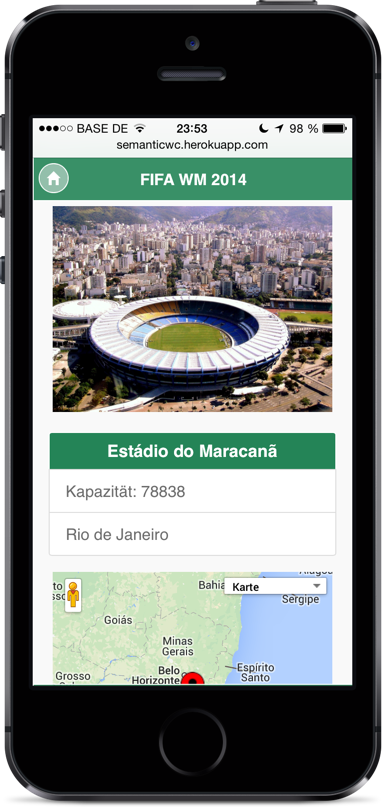 BASE DE 23:53 98 %
semanticwc.herokuapp.com
FIFA WM 2014
Estádio do Maracanã
Kapazität: 78838
Rio de Janeiro
Bahia
Karte
Sergipe
Goiás
Minas
Gerais
Grosso
Belo
Horizonte
Espírito
Santo